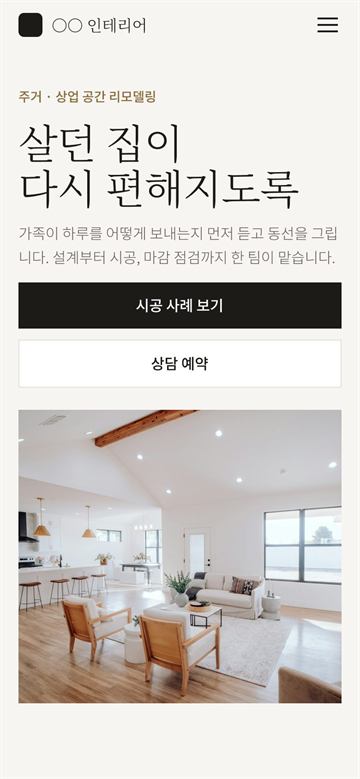 ○○ 인테리어
주거 · 상업 공간 리모델링
살던 집이
다시 편해지도록
가족이 하루를 어떻게 보내는지 먼저 듣고 동선을 그립
니다. 설계부터 시공, 마감 점검까지 한 팀이 맡습니다.
시공 사례 보기
상담 예약